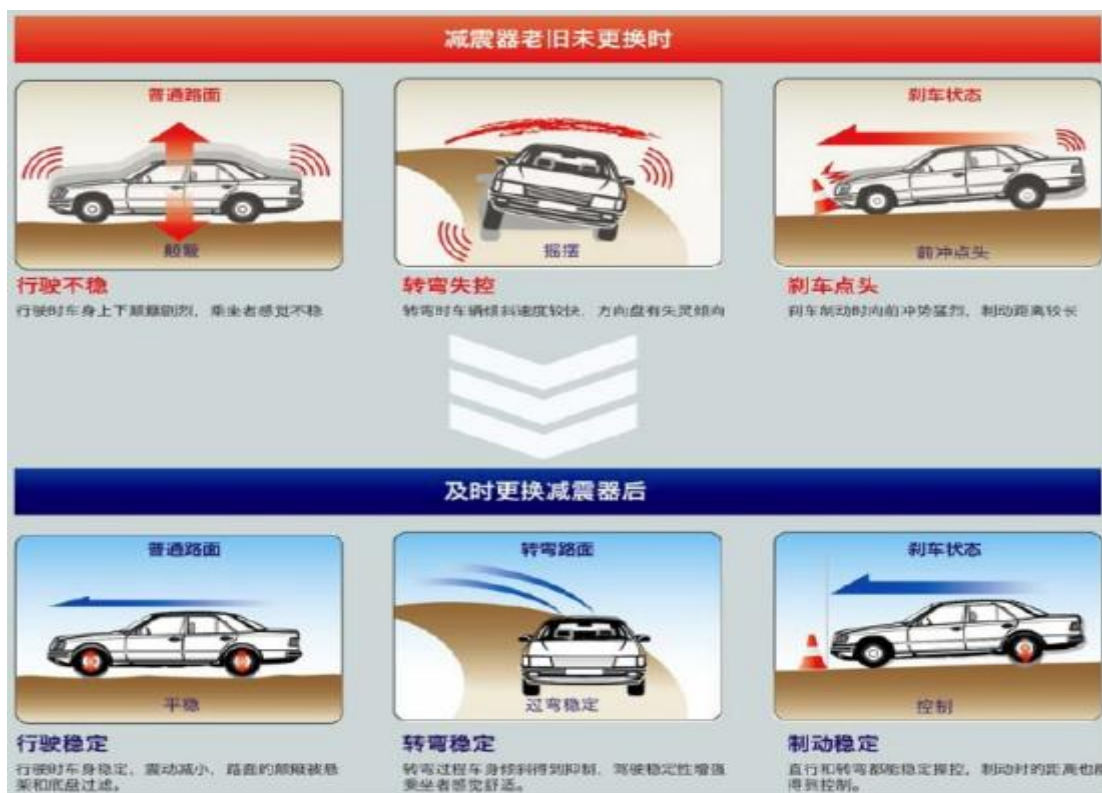 减震器老旧未更换时
普通路面
刹车状态
颠簸
摇摆
前冲点头
行驶不稳
转弯失控
刹车点头
行驶时车身上下颠簸剧烈，乘坐者感觉不稳
转弯时车辆倾斜速度较快，方向盘有失灵倾向
刹车制动时向前冲势猛烈，制动距离较长
及时更换减震器后
普通路面
转弯路面
刹车状态
平稳
过弯稳定
控制
行驶稳定
转弯稳定
制动稳定
行驶时车身稳定，震动减小，路面的颠簸被悬
架和底盘过滤。
转弯过程车身倾斜得到抑制，驾驶稳定性增强
乘坐者感觉舒适。
直行和转弯都能稳定操控，制动时的距离也能
得到控制。